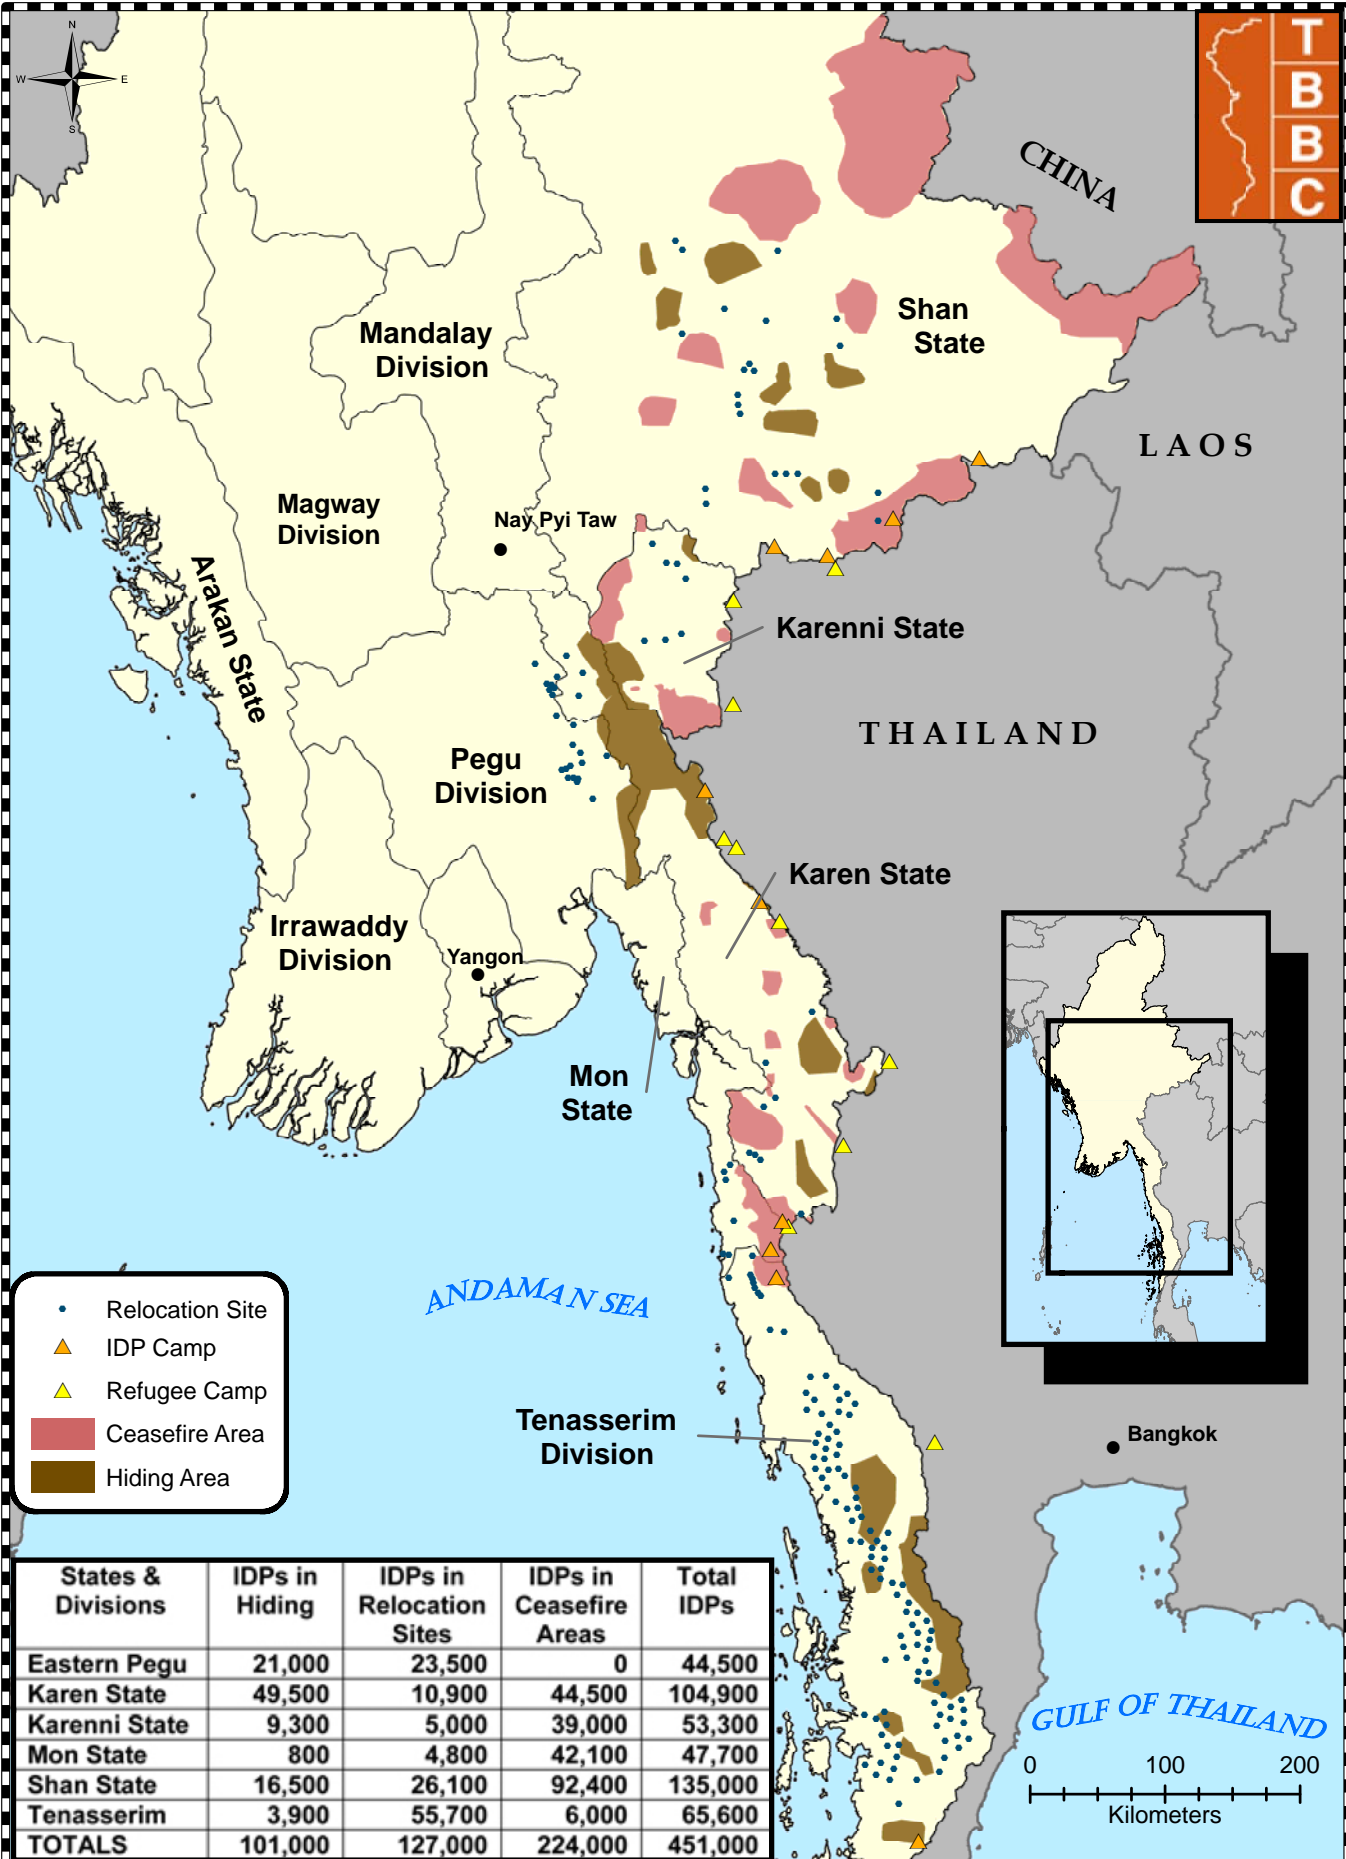 N
W E
S
T
B
B
C
CHINA
Shan
State
Mandalay
Division
LAOS
Magway
Division
Nay Pyi Taw
Arakan State
Karenni State
THAILAND
Pegu
Division
Karen State
Irrawaddy
Division
Yangon
Mon
State
ANDAMAN SEA
Relocation Site
IDP Camp
Refugee Camp
Ceasefire Area
Hiding Area
Tenasserim
Division
Bangkok
GULF OF THAILAND
0 100 200
Kilometers
States & Divisions IDPs in Hiding IDPs in Relocation Sites IDPs in Ceasefire Areas Total IDPs
Eastern Pegu 21,000 23,500 0 44,500
Karen State 49,500 10,900 44,500 104,900
Karenni State 9,300 5,000 39,000 53,300
Mon State 800 4,800 42,100 47,700
Shan State 16,500 26,100 92,400 135,000
Tenasserim 3,900 55,700 6,000 65,600
TOTALS 101,000 127,000 224,000 451,000